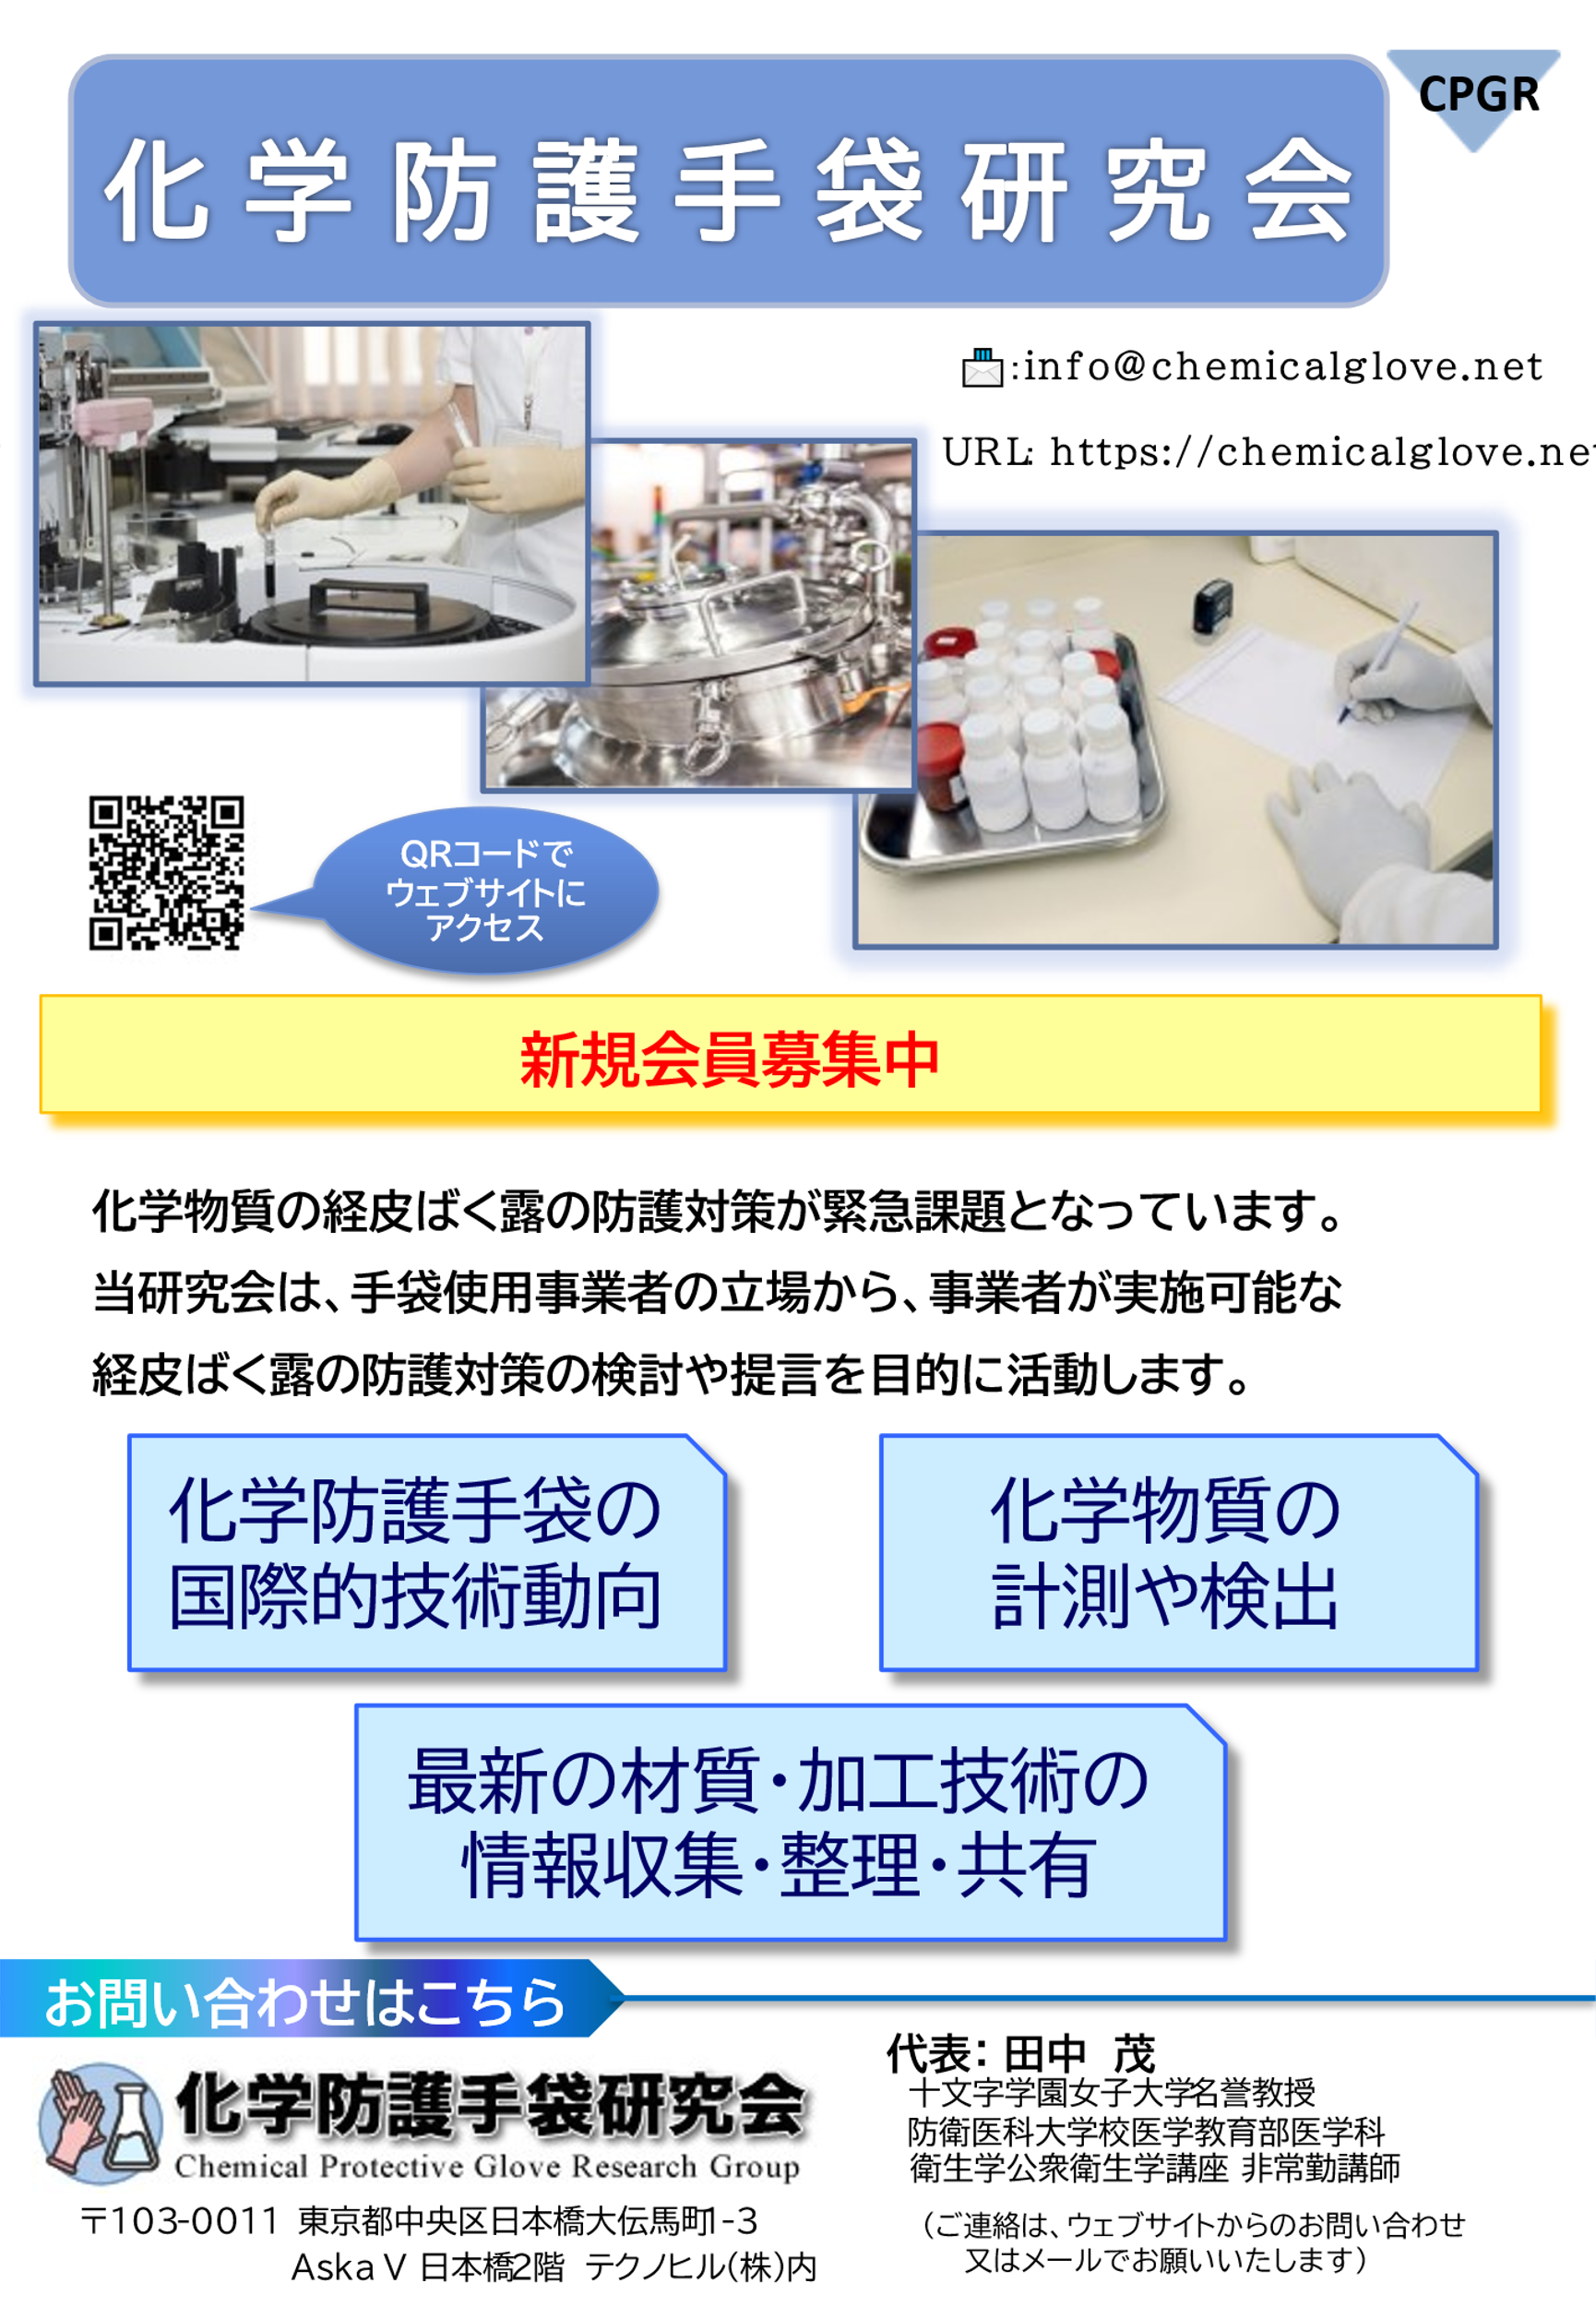 化学防護手袋研究会
CPGR
:info@chemicalglove.net
URL: https://chemicalglove.ne
QRコードで
ウェブサイトに
アクセス
新規会員募集中
化学物質の経皮ばく露の防護対策が緊急課題となっています。
当研究会は、手袋使用事業者の立場から、事業者が実施可能な
経皮ばく露の防護対策の検討や提言を目的に活動します。
化学防護手袋の
国際的技術動向
化学物質の
計測や検出
最新の材質・加工技術の
情報収集・整理・共有
お問い合わせはこちら
化学防護手袋研究会
Chemical Protective Glove Research Group
〒103-0011 東京都中央区日本橋大伝馬町1-3
Aska V 日本橋2階 テクノヒル(株)内
代表： 田中 茂
十文字学園女子大学名誉教授
防衛医科大学校医学教育部医学科
衛生学公衆衛生学講座 非常勤講師
（ご連絡は、ウェブサイトからのお問い合わせ
又はメールでお願いいたします）